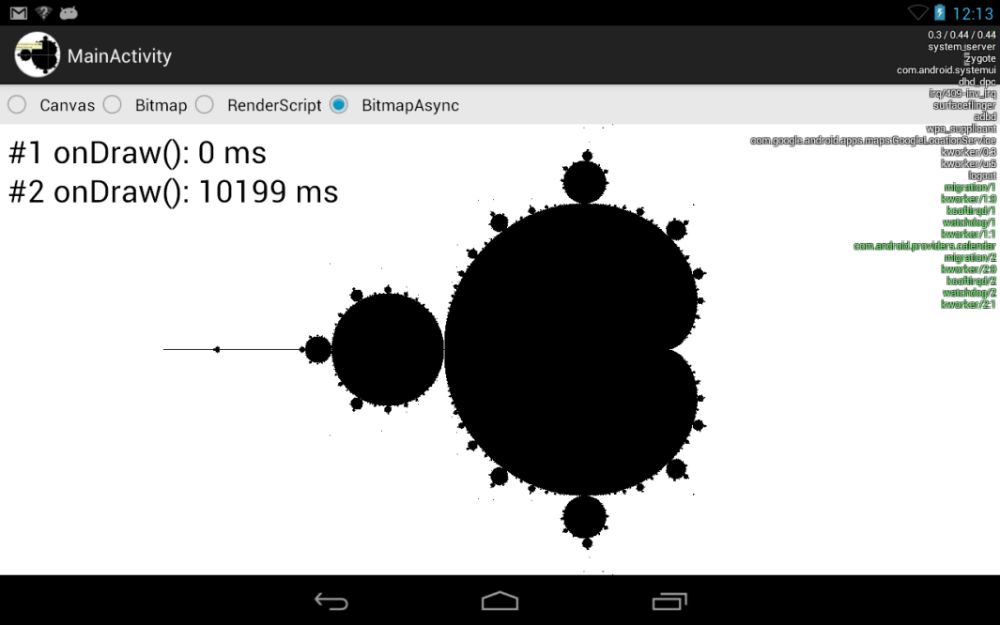 12:13
MainActivity
0.3 / 0.44 / 0.44
system_server
zygote
com.android.systemui
dhd_dpc
irq/409-inv_irq
surfaceflinger
adbd
wpa_supplicant
com.google.android.apps.maps:GoogleLocationService
kworker/0:3
kworker/u:5
logcat
migration/1
kworker/1:0
ksoftirqd/1
watchdog/1
kworker/1:1
com.android.providers.calendar
migration/2
kworker/2:0
ksoftirqd/2
watchdog/2
kworker/2:1
Canvas Bitmap RenderScript BitmapAsync
#1 onDraw(): 0 ms
#2 onDraw(): 10199 ms